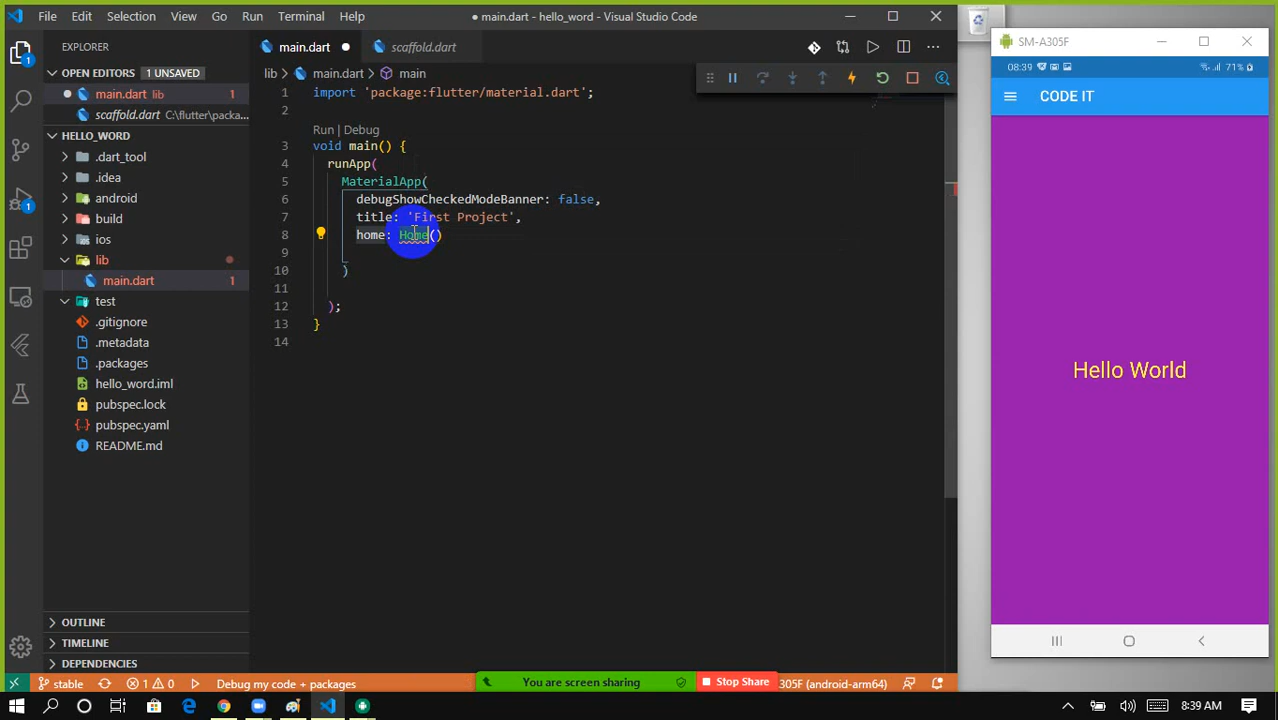 File Edit Selection View Go Run Terminal Help
● main.dart - hello_word - Visual Studio Code
EXPLORER
OPEN EDITORS 1 UNSAVED
main.dart lib 1
scaffold.dart C:\flutter\packa...
HELLO_WORD
.dart_tool
.idea
android
build
ios
lib
main.dart 1
test
.gitignore
.metadata
.packages
hello_word.iml
pubspec.lock
pubspec.yaml
README.md
OUTLINE
TIMELINE
DEPENDENCIES
1
1
main.dart ●
scaffold.dart
lib > main.dart > main
1 import 'package:flutter/material.dart';
2
Run | Debug
3 void main() {
4 runApp(
5 MaterialApp(
6 debugShowCheckedModeBanner: false,
7 title: 'First Project',
8 home: Home()
9
10 )
11
12 );
13 }
14
SM-A305F
08:39 71%
CODE IT
Hello World
stable 1 0 Debug my code + packages
You are screen sharing Stop Share
305F (android-arm64)
8:39 AM